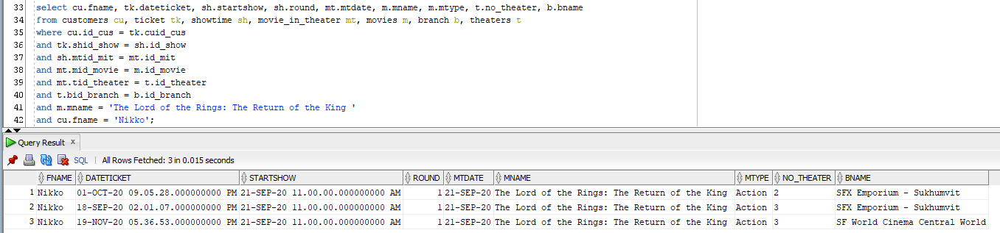 33 select cu.fname, tk.dateticket, sh.startshow, sh.round, mt.mtdate, m.mname, m.mtype, t.no_theater, b.bname
34 from customers cu, ticket tk, showtime sh, movie_in_theater mt, movies m, branch b, theaters t
35 where cu.id_cus = tk.cuid_cus
36 and tk.shid_show = sh.id_show
37 and sh.mtid_mit = mt.id_mit
38 and mt.mid_movie = m.id_movie
39 and mt.tid_theater = t.id_theater
40 and t.bid_branch = b.id_branch
41 and m.mname = 'The Lord of the Rings: The Return of the King '
42 and cu.fname = 'Nikko';
Query Result x
SQL | All Rows Fetched: 3 in 0.015 seconds
FNAME DATETICKET STARTSHOW ROUND MTDATE MNAME MTYPE NO_THEATER BNAME
1 Nikko 01-OCT-20 09.05.28.000000000 PM 21-SEP-20 11.00.00.000000000 AM 1 21-SEP-20 The Lord of the Rings: The Return of the King Action 2 SFX Emporium - Sukhumvit
2 Nikko 18-SEP-20 02.01.07.000000000 PM 21-SEP-20 11.00.00.000000000 AM 1 21-SEP-20 The Lord of the Rings: The Return of the King Action 3 SFX Emporium - Sukhumvit
3 Nikko 19-NOV-20 05.36.53.000000000 PM 21-SEP-20 11.00.00.000000000 AM 1 21-SEP-20 The Lord of the Rings: The Return of the King Action 3 SF World Cinema Central World